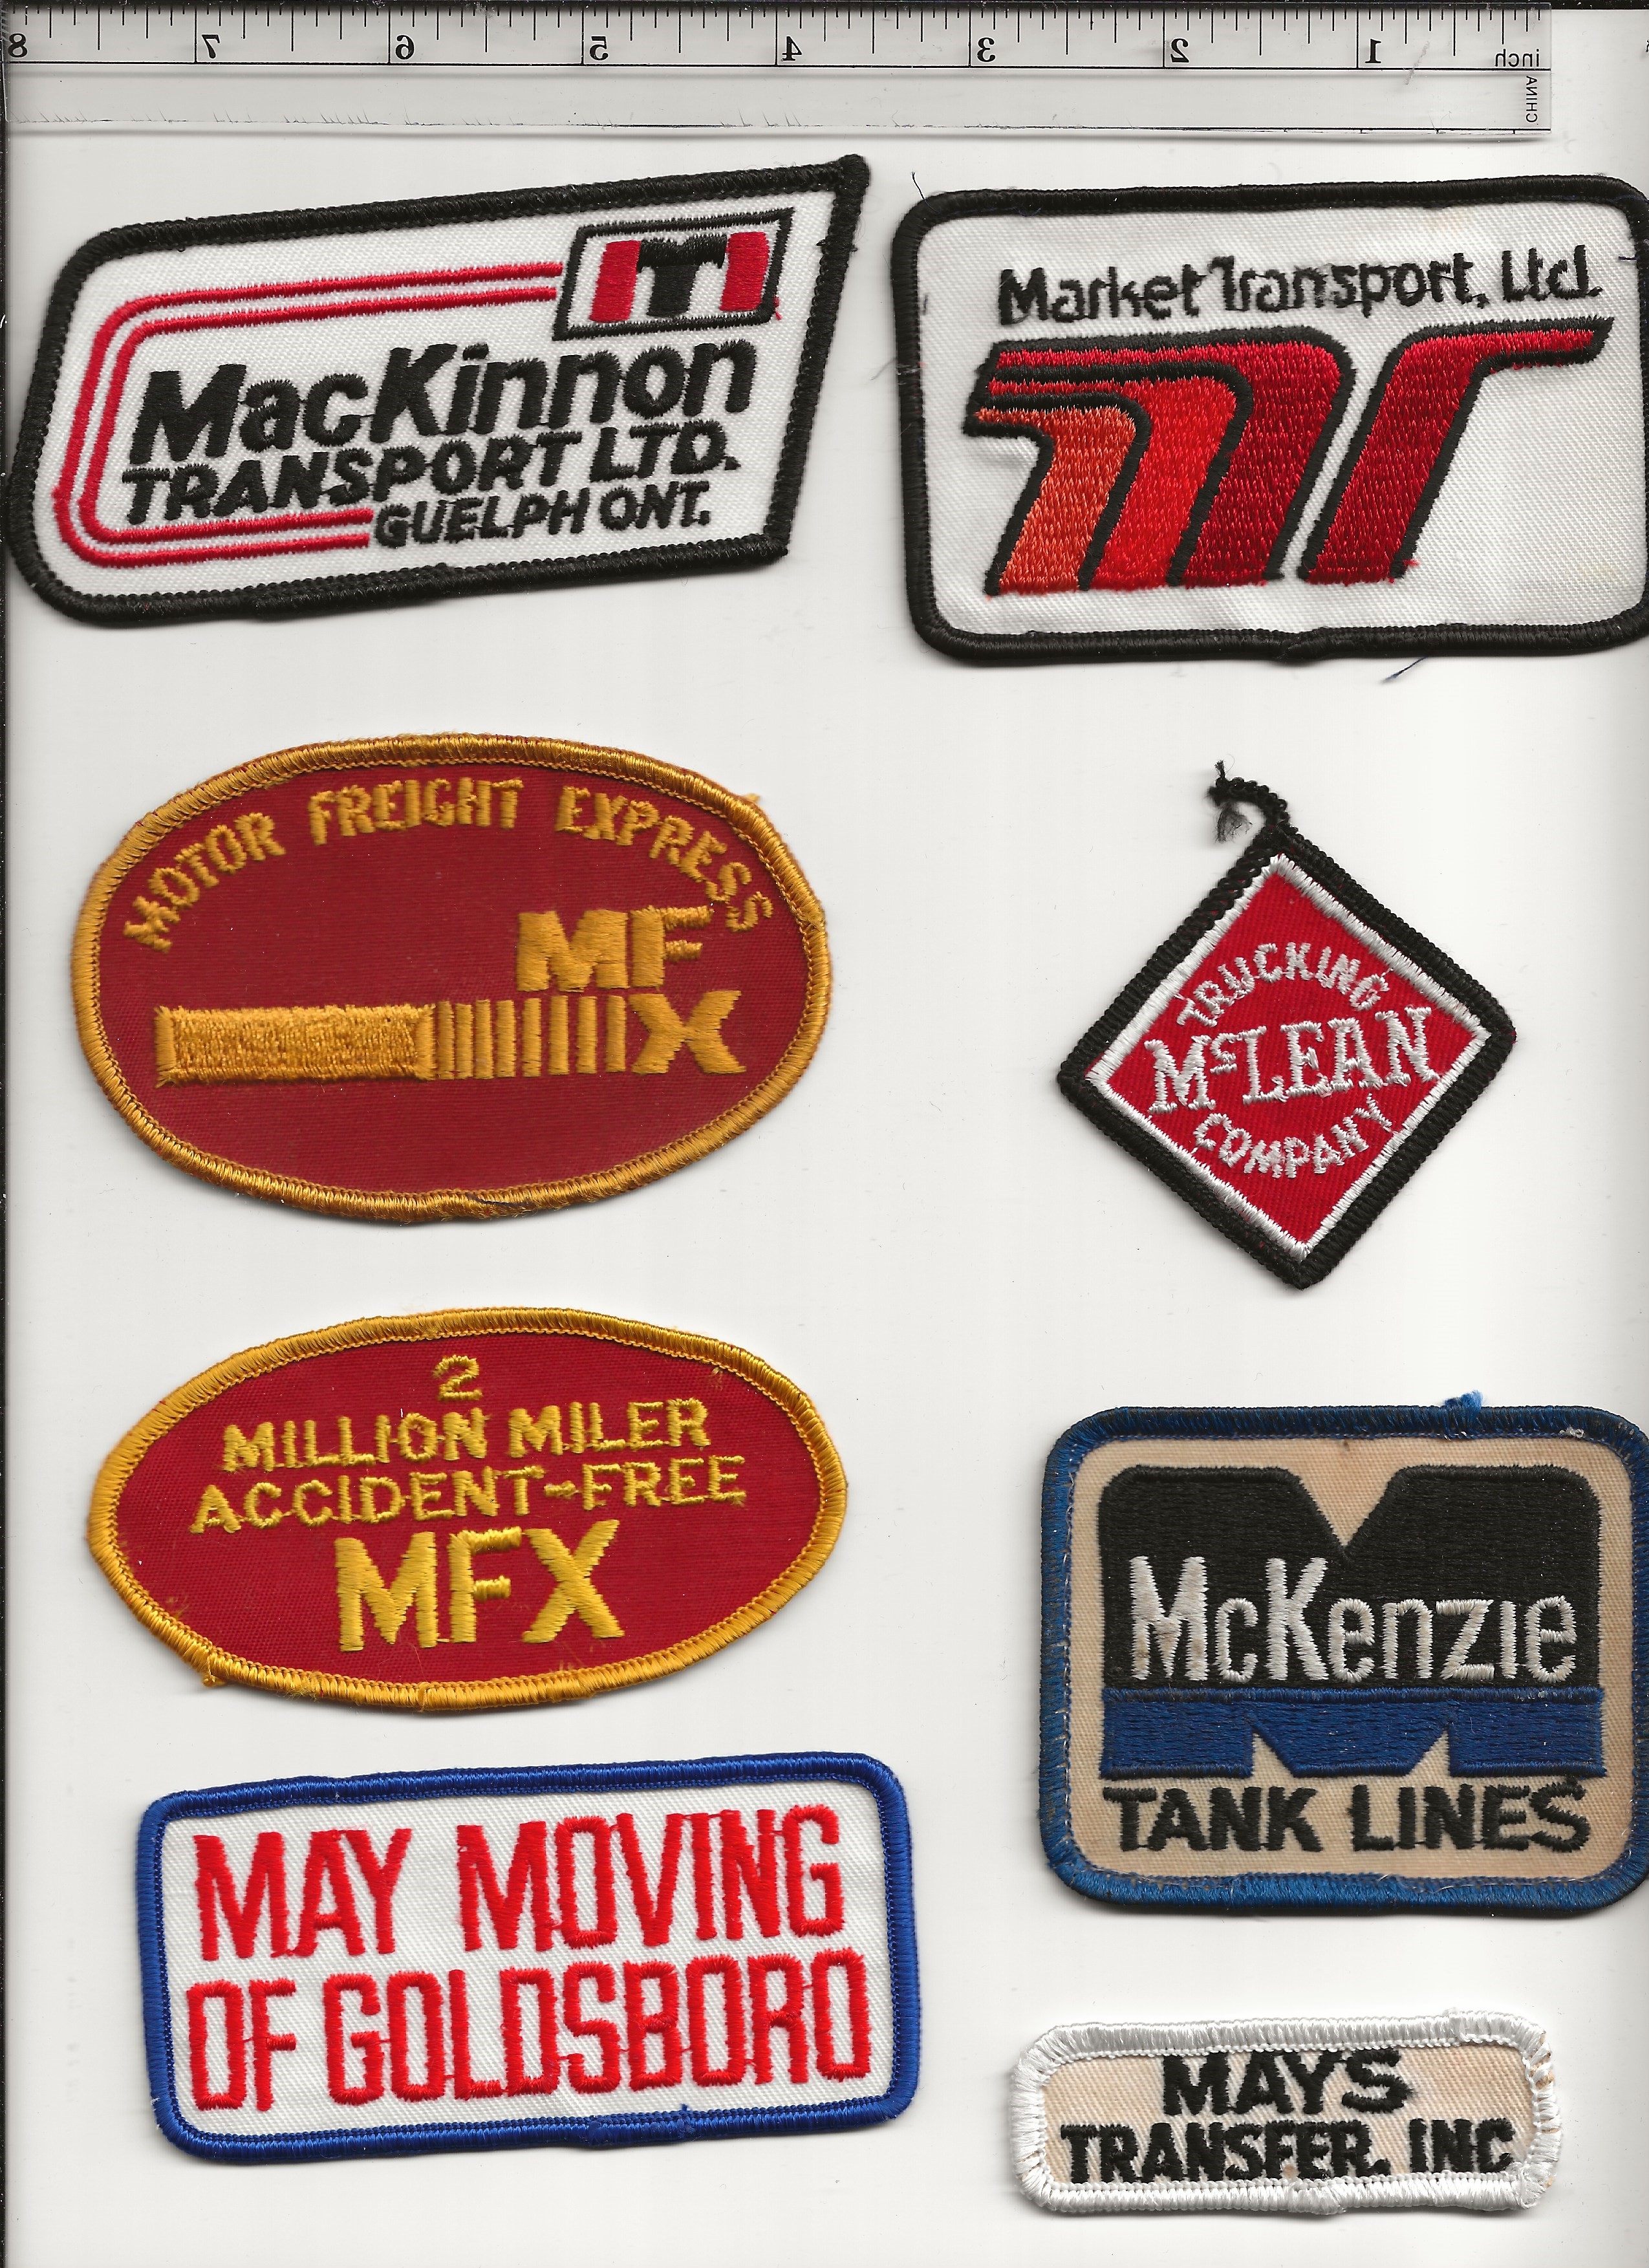 8 7 6 5 4 3 2 1 inch
CHINA
MacKinnon
TRANSPORT LTD.
GUELPH ONT.
Market Transport, Ltd.
MOTOR FREIGHT EXPRESS
MF
X
TRUCKING
McLEAN
COMPANY
2
MILLION MILER
ACCIDENT-FREE
MFX
McKenzie
TANK LINES
MAY MOVING
OF GOLDSBORO
MAY'S
TRANSFER, INC